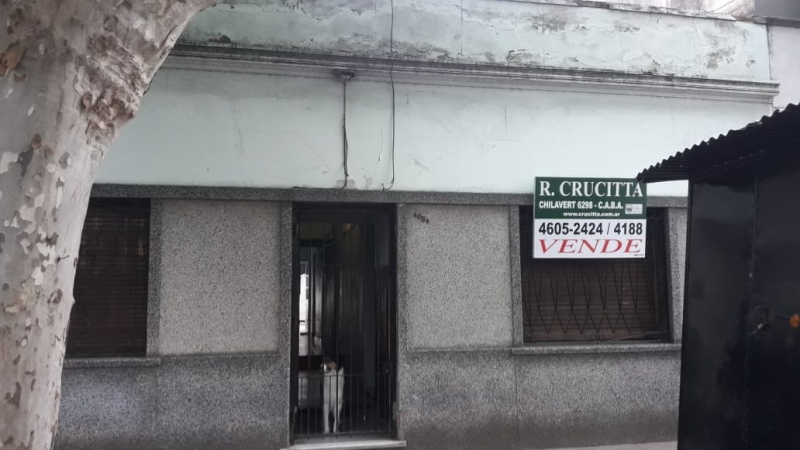 R. CRUCITTA
CHILAVERT 6298 - C.A.B.A.
www.crucitta.com.ar
4605-2424 / 4188
VENDE